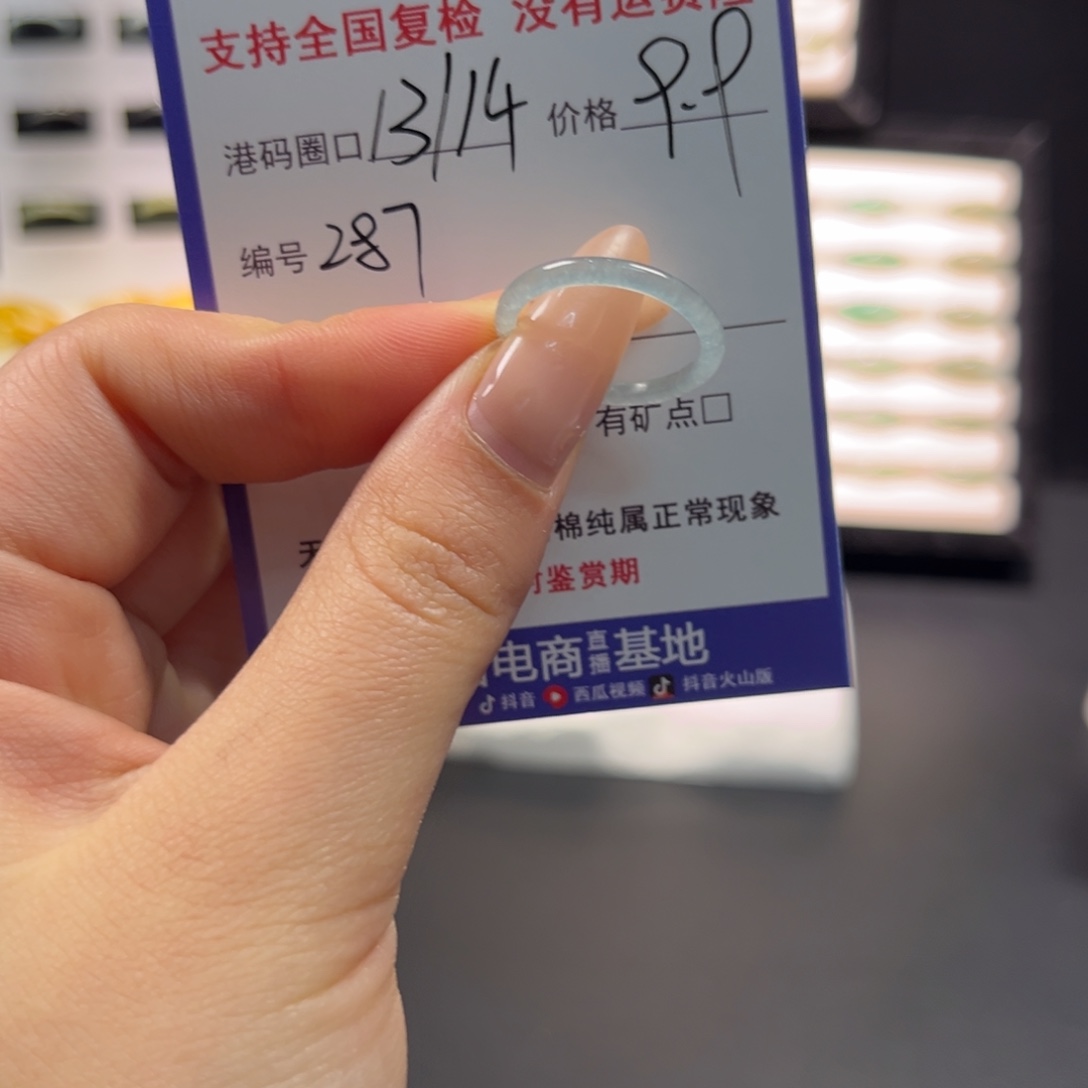 支持全国复检 没有运费险
港码圈口 13/14 价格 9.9
编号 287
有矿点□
棉纯属正常现象
鉴赏期
电商直播基地
抖音 西瓜视频 抖音火山版